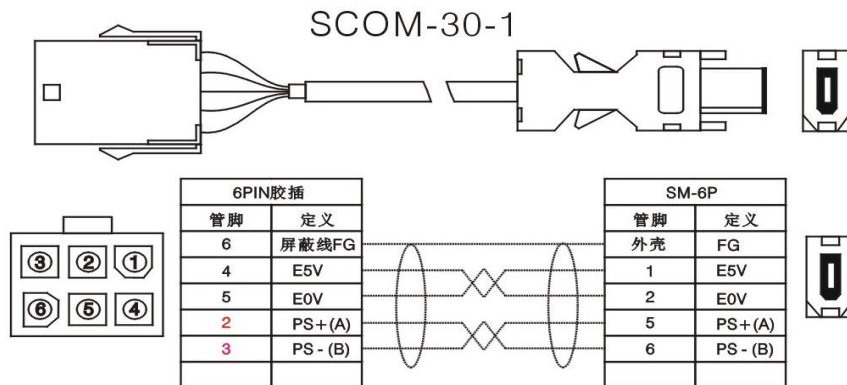 SCOM-30-1
6PIN胶插
管脚 定义
6 屏蔽线FG
4 E5V
5 E0V
2 PS+(A)
3 PS-(B)
③ ② ①
⑥ ⑤ ④
SM-6P
管脚 定义
外壳 FG
1 E5V
2 E0V
5 PS+(A)
6 PS-(B)